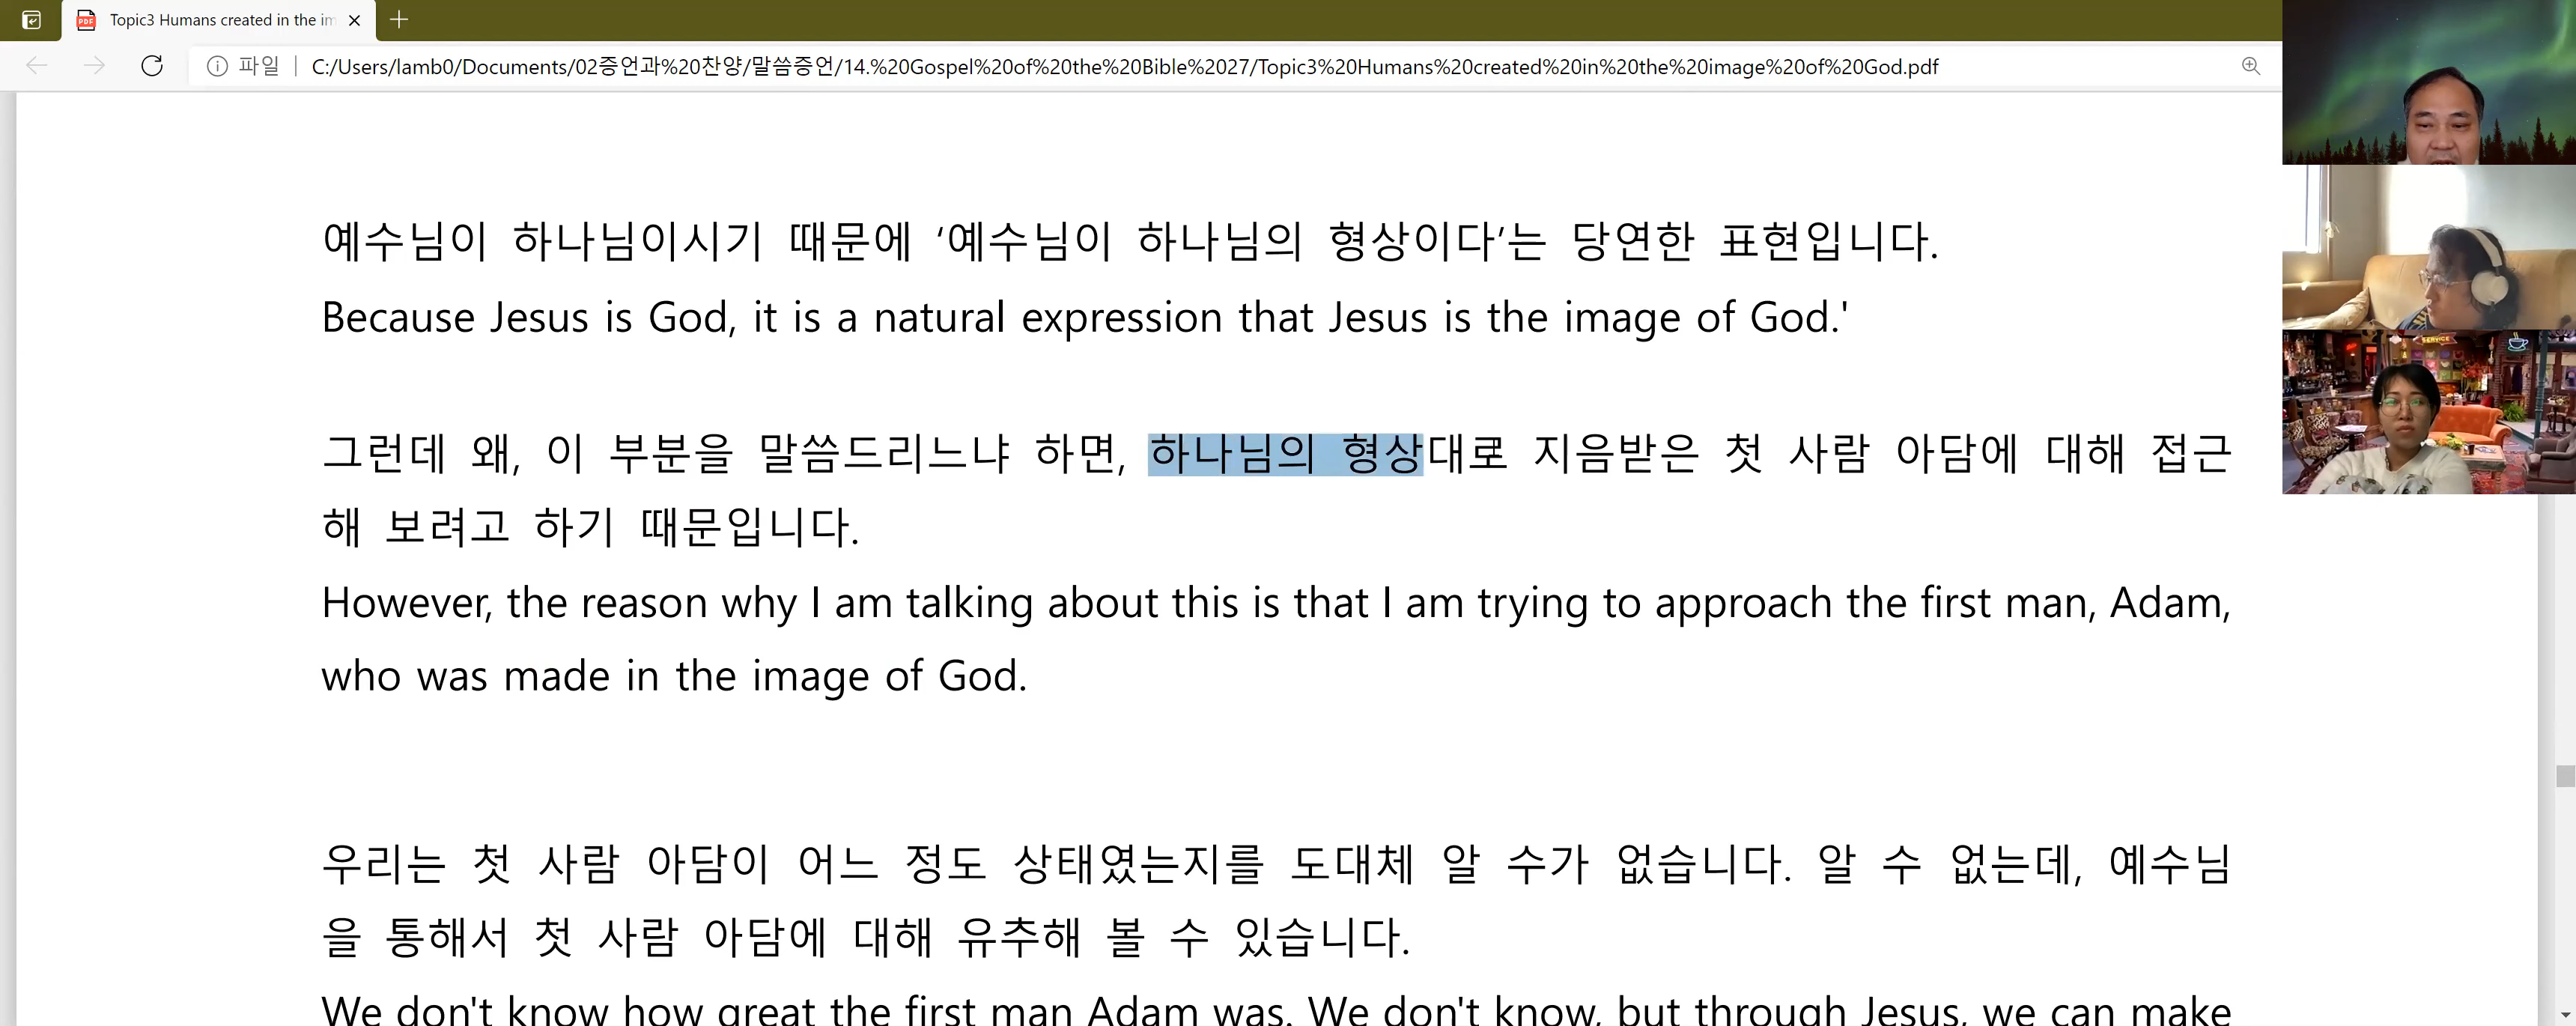 Topic3 Humans created in the im
파일
C:/Users/lamb0/Documents/02증언과%20찬양/말씀증언/14.%20Gospel%20of%20the%20Bible%2027/Topic3%20Humans%20created%20in%20the%20image%20of%20God.pdf
예수님이 하나님이시기 때문에 ‘예수님이 하나님의 형상이다’는 당연한 표현입니다.
Because Jesus is God, it is a natural expression that Jesus is the image of God.'
그런데 왜, 이 부분을 말씀드리느냐 하면, 하나님의 형상대로 지음받은 첫 사람 아담에 대해 접근
해 보려고 하기 때문입니다.
However, the reason why I am talking about this is that I am trying to approach the first man, Adam,
who was made in the image of God.
우리는 첫 사람 아담이 어느 정도 상태였는지를 도대체 알 수가 없습니다. 알 수 없는데, 예수님
을 통해서 첫 사람 아담에 대해 유추해 볼 수 있습니다.
We don't know how great the first man Adam was. We don't know, but through Jesus, we can make
SERVICE